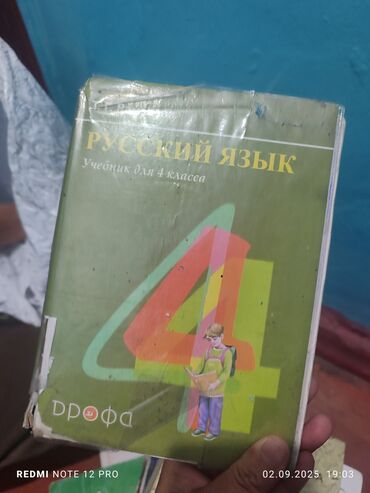 РУССКИЙ ЯЗЫК
Учебник для 4 класса
4
дрофа
REDMI NOTE 12 PRO
02.09.2025 19:03